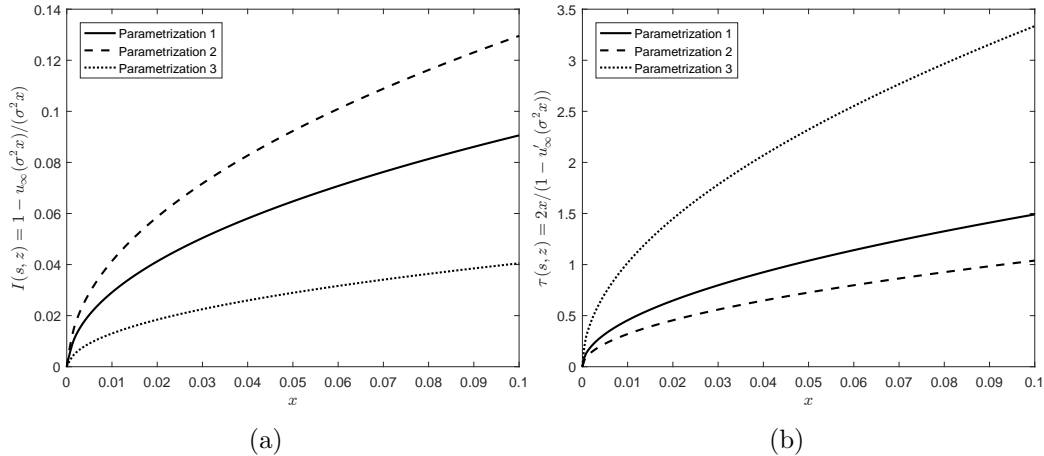 0.14
0.12
0.1
0.08
0.06
0.04
0.02
0
I(s, z) = 1 − u∞(σ²x)/(σ²x)
Parametrization 1
Parametrization 2
Parametrization 3
0 0.01 0.02 0.03 0.04 0.05 0.06 0.07 0.08 0.09 0.1
x
(a)
3.5
3
2.5
2
1.5
1
0.5
0
τ(s, z) = 2x/(1 − u′∞(σ²x))
Parametrization 1
Parametrization 2
Parametrization 3
0 0.01 0.02 0.03 0.04 0.05 0.06 0.07 0.08 0.09 0.1
x
(b)